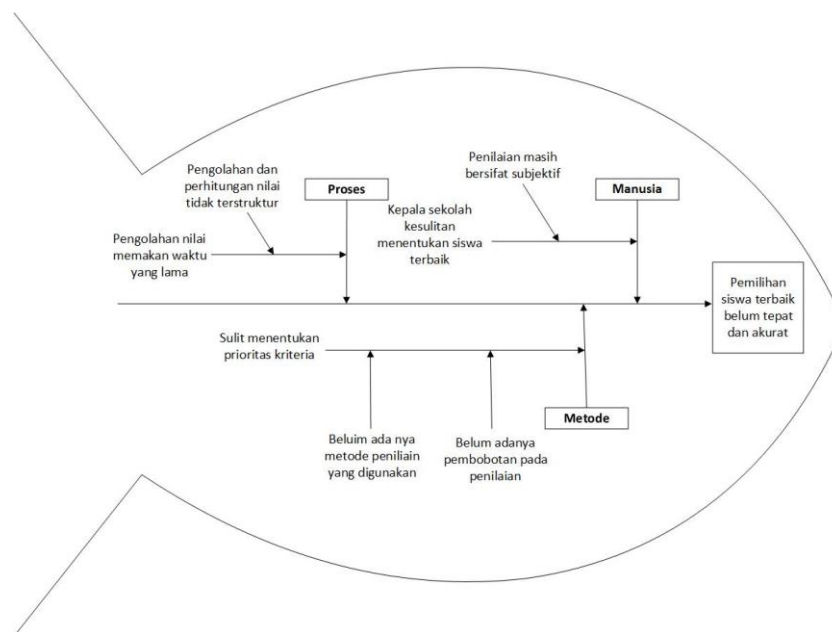 Pengolahan dan
perhitungan nilai
tidak terstruktur
Proses
Penilaian masih
bersifat subjektif
Manusia
Pengolahan nilai
memakan waktu
yang lama
Kepala sekolah
kesulitan
menentukan siswa
terbaik
Pemilihan
siswa terbaik
belum tepat
dan akurat
Sulit menentukan
prioritas kriteria
Metode
Beluim ada nya
metode peniliain
yang digunakan
Belum adanya
pembobotan pada
penilaian